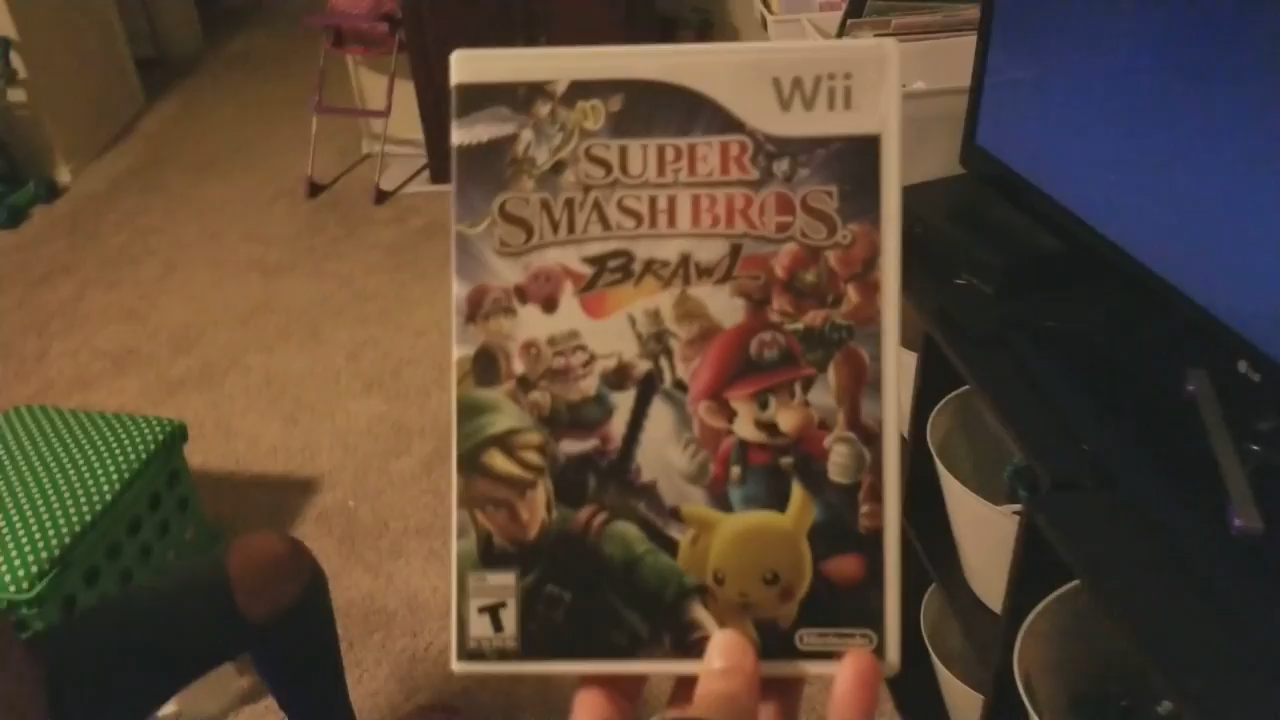 Wii
SUPER
SMASH BROS.
BRAWL
M
T
Nintendo